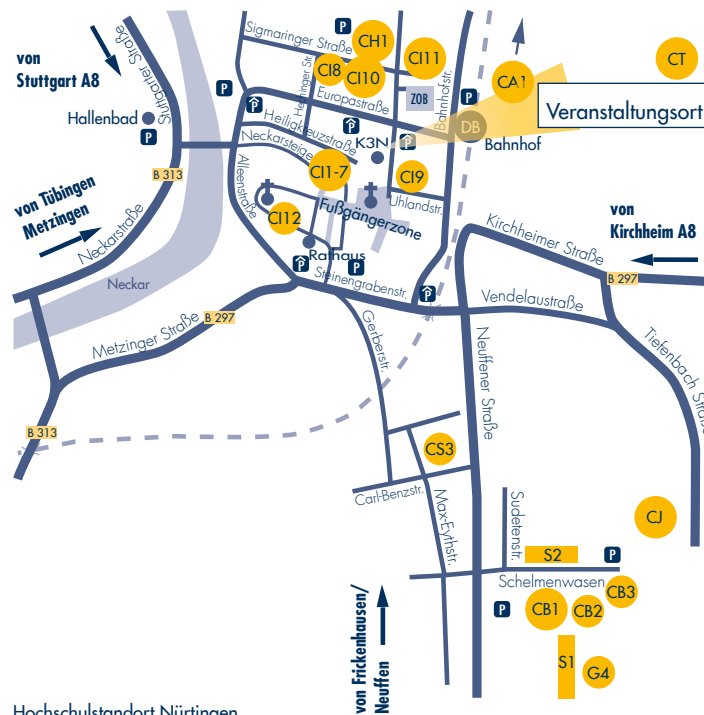 von
Stuttgart A8
Stuttgarter Straße
Hallenbad
P
B 313
von Tübingen
Metzingen
Neckarstraße
Neckar
Metzinger Straße
B 297
B 313
P
Sigmaringer Straße
CH1
CI8
CI10
CI11
Hechinger Str.
Europastraße
ZOB
Bahnhofstr.
CA1
CT
Veranstaltungsort
P
P
DB
Bahnhof
Heiligkreuzstraße
K3N
Neckarsteige
CI1-7
CI9
Uhlandstr.
Alleenstraße
CI12
Fußgängerzone
Rathaus
P
P
P
P
P
P
P
Steinengrabenstr.
von
Kirchheim A8
Kirchheimer Straße
B 297
Vendelaustraße
Tiefenbach Straße
Gerberstr.
Neuffener Straße
CS3
Carl-Benzstr.
Max-Eythstr.
Sudetenstr.
CJ
S2
P
Schelmenwasen
P
CB1
CB2
CB3
S1
G4
von Frickenhausen/
Neuffen
Hochschulstandort Nürtingen